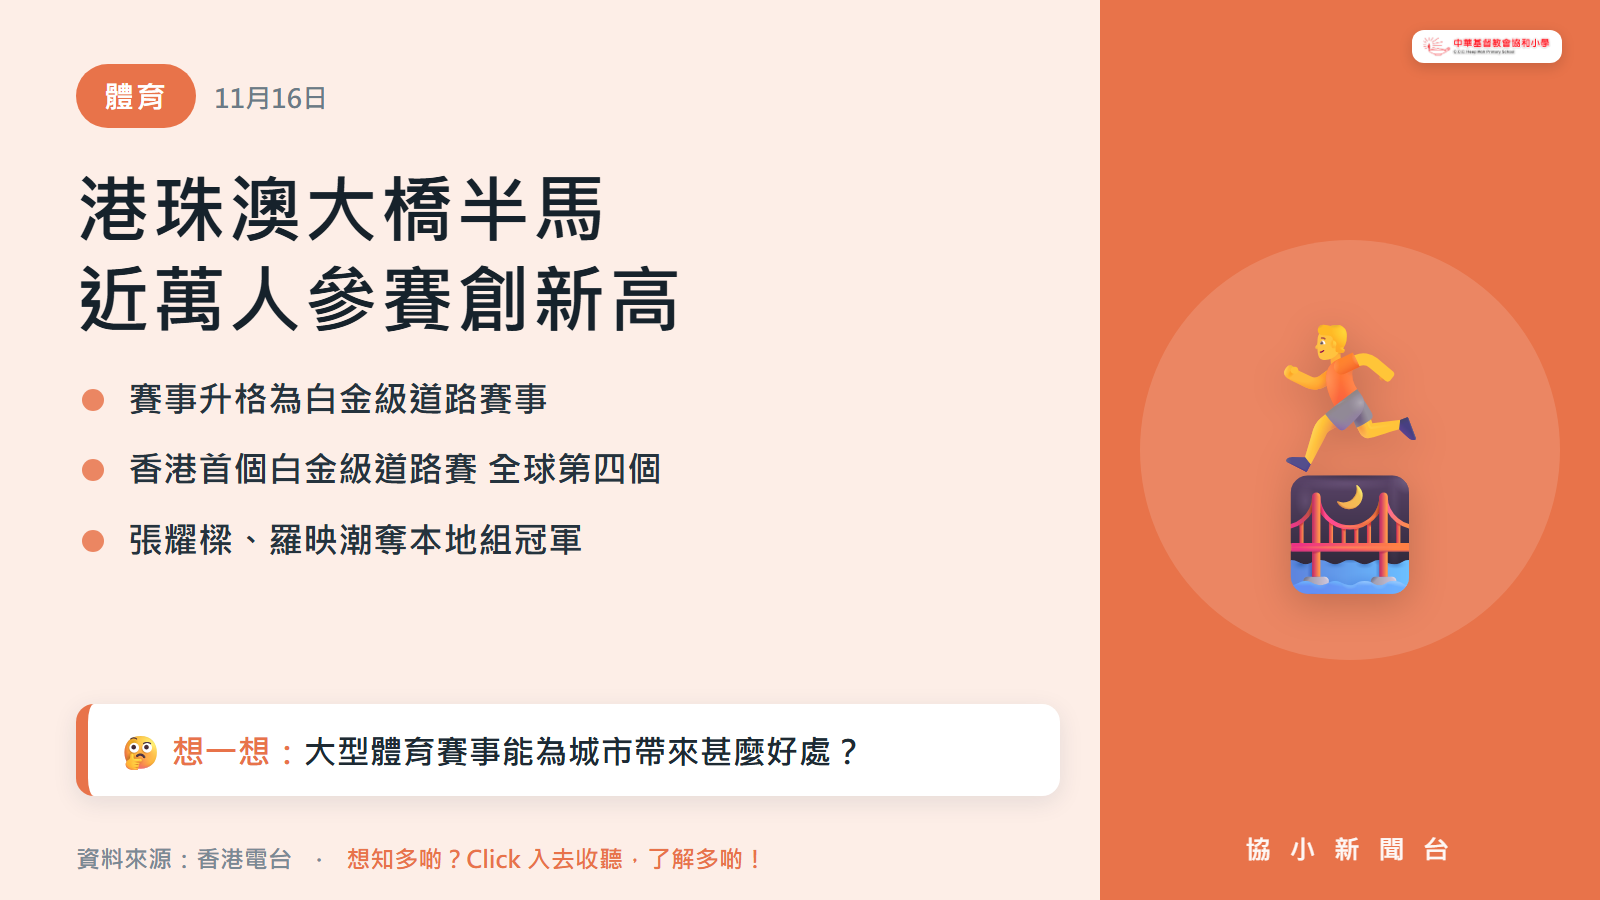 中華基督教會協和小學
體育
11月16日
港珠澳大橋半馬
近萬人參賽創新高
賽事升格為白金級道路賽事
香港首個白金級道路賽 全球第四個
張耀樑、羅映潮奪本地組冠軍
想一想：大型體育賽事能為城市帶來甚麼好處？
資料來源：香港電台 · 想知多啲？Click 入去收聽，了解多啲！
協小新聞台